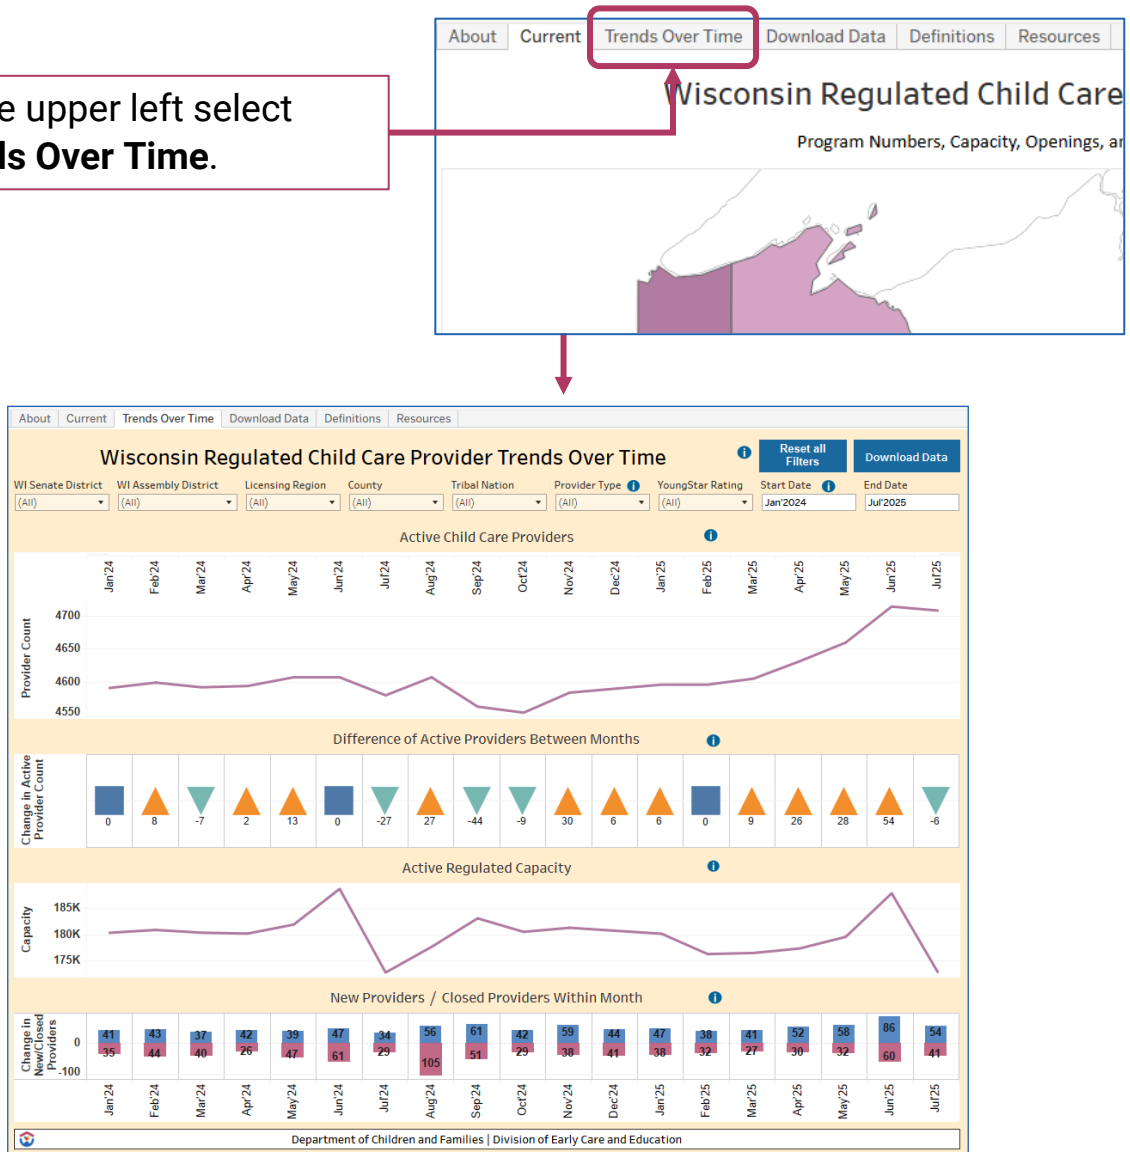 About Current Trends Over Time Download Data Definitions Resources
e upper left select
ds Over Time.
Wisconsin Regulated Child Care
Program Numbers, Capacity, Openings, an
About Current Trends Over Time Download Data Definitions Resources
Wisconsin Regulated Child Care Provider Trends Over Time
Reset all Filters
Download Data
WI Senate District WI Assembly District Licensing Region County Tribal Nation Provider Type YoungStar Rating Start Date End Date
(All) (All) (All) (All) (All) (All) (All) Jan'2024 Jul'2025
Active Child Care Providers
Jan'24 Feb'24 Mar'24 Apr'24 May'24 Jun'24 Jul'24 Aug'24 Sep'24 Oct'24 Nov'24 Dec'24 Jan'25 Feb'25 Mar'25 Apr'25 May'25 Jun'25 Jul'25
Provider Count
4700
4650
4600
4550
Difference of Active Providers Between Months
Change in Active
Provider Count
0 8 -7 2 13 0 -27 27 -44 -9 30 6 6 0 9 26 28 54 -6
Active Regulated Capacity
Capacity
185K
180K
175K
New Providers / Closed Providers Within Month
Change in
New/Closed
Providers
0
-100
41 43 37 42 39 47 34 56 61 42 59 44 47 38 41 52 58 86 54
35 44 40 26 47 61 29 105 51 29 38 41 38 32 27 30 32 60 41
Jan'24 Feb'24 Mar'24 Apr'24 May'24 Jun'24 Jul'24 Aug'24 Sep'24 Oct'24 Nov'24 Dec'24 Jan'25 Feb'25 Mar'25 Apr'25 May'25 Jun'25 Jul'25
Department of Children and Families | Division of Early Care and Education